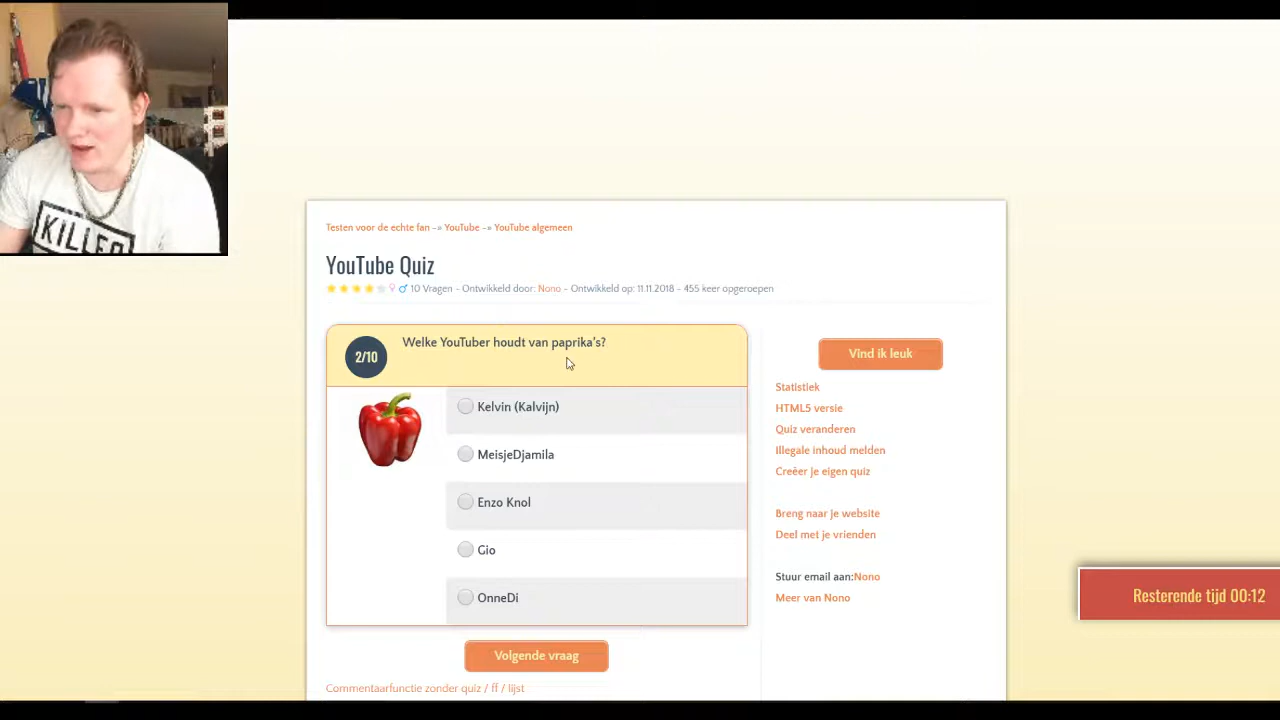 KILLED
Testen voor de echte fan -» YouTube -» YouTube algemeen
YouTube Quiz
10 Vragen - Ontwikkeld door: Nono - Ontwikkeld op: 11.11.2018 - 455 keer opgeroepen
2/10
Welke YouTuber houdt van paprika's?
Kelvin (Kalvijn)
MeisjeDjamila
Enzo Knol
Gio
OnneDi
Volgende vraag
Commentaarfunctie zonder quiz / ff / lijst
Vind ik leuk
Statistiek
HTML5 versie
Quiz veranderen
Illegale inhoud melden
Creëer je eigen quiz
Breng naar je website
Deel met je vrienden
Stuur email aan:Nono
Meer van Nono
Resterende tijd 00:12